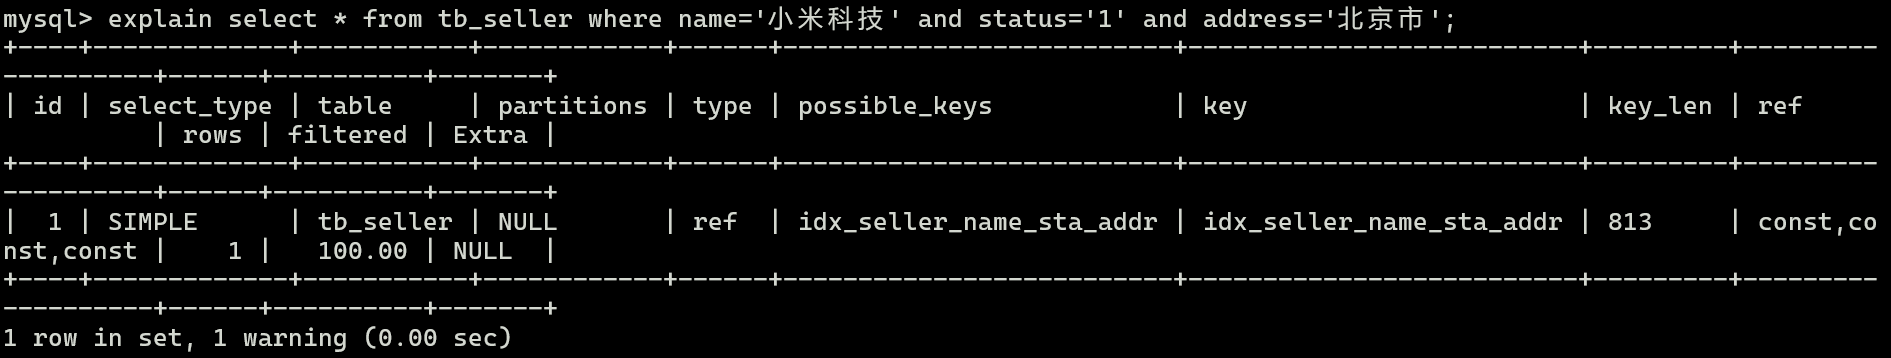 mysql> explain select * from tb_seller where name='小米科技' and status='1' and address='北京市';
+----+-------------+-----------+------------+------+--------------------------+--------------------------+---------+---------
----------+------+----------+-------+
| id | select_type | table     | partitions | type | possible_keys            | key                      | key_len | ref
          | rows | filtered | Extra |
+----+-------------+-----------+------------+------+--------------------------+--------------------------+---------+---------
----------+------+----------+-------+
|  1 | SIMPLE      | tb_seller | NULL       | ref  | idx_seller_name_sta_addr | idx_seller_name_sta_addr | 813     | const,co
nst,const |    1 |   100.00 | NULL  |
+----+-------------+-----------+------------+------+--------------------------+--------------------------+---------+---------
----------+------+----------+-------+
1 row in set, 1 warning (0.00 sec)